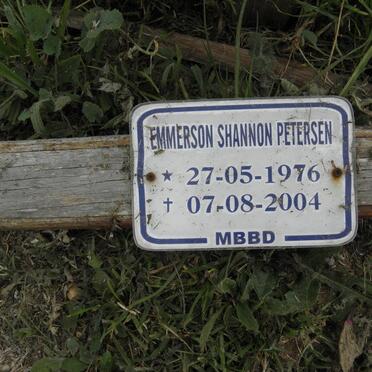 EMMERSON SHANNON PETERSEN
★ 27-05-1976
† 07-08-2004
MBBD